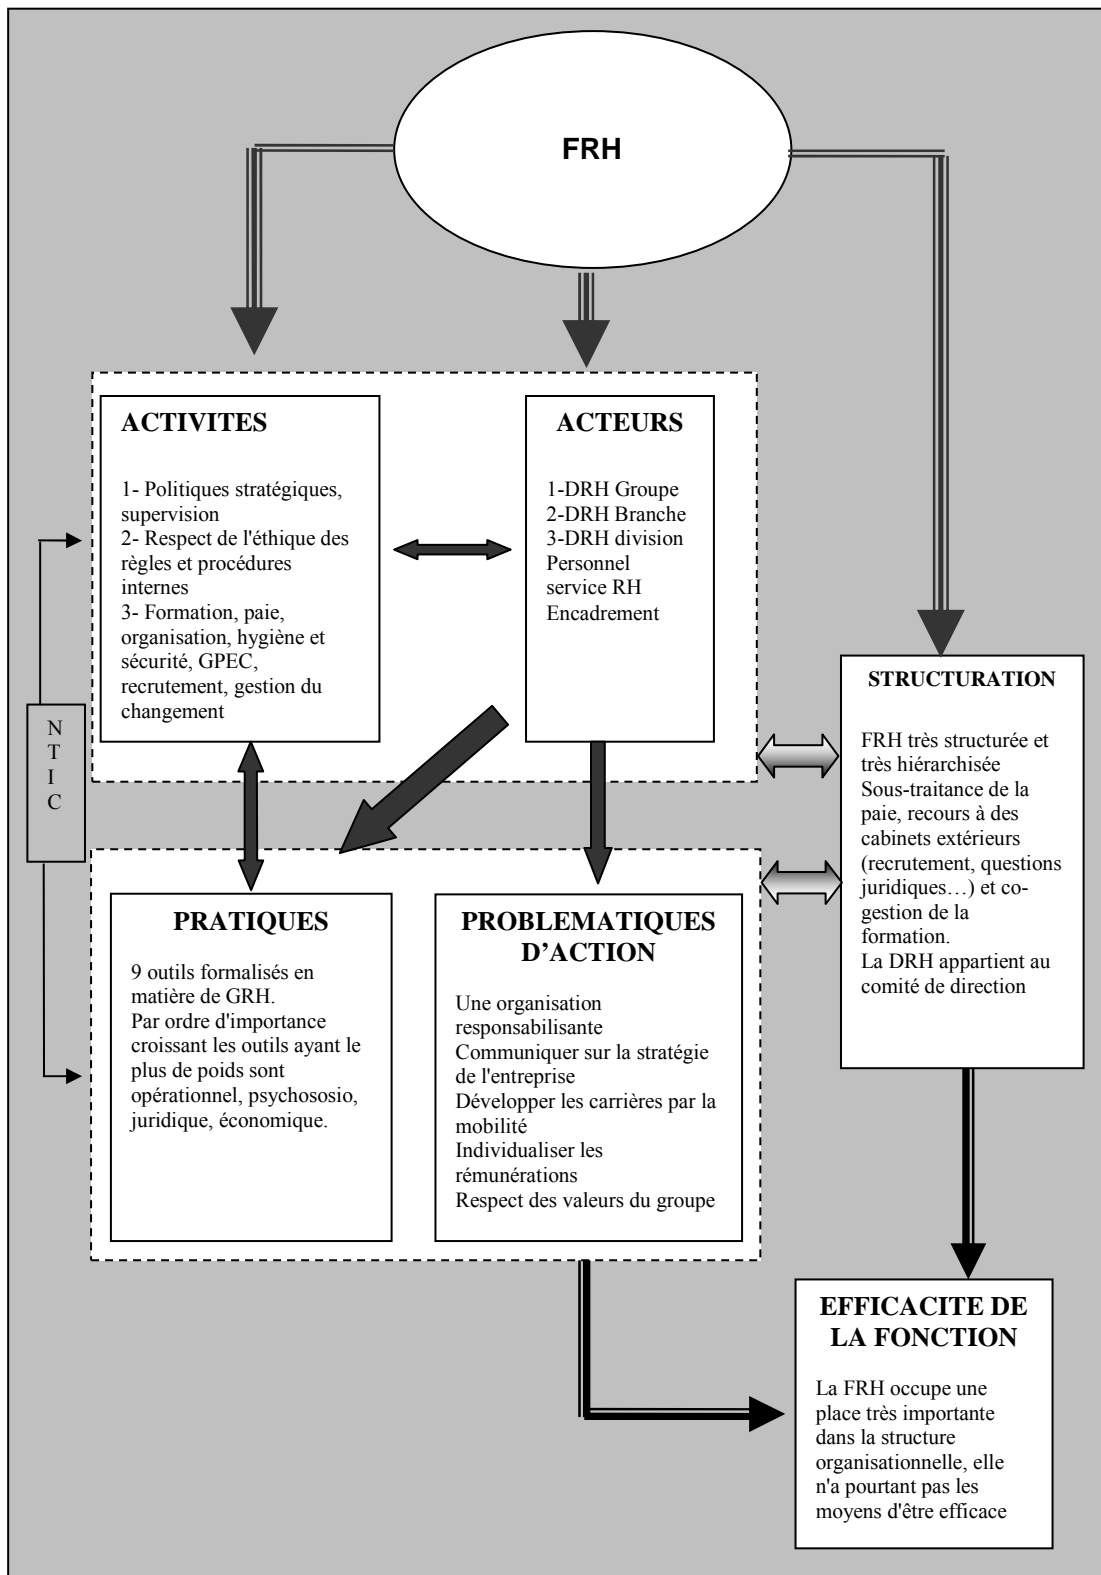 FRH
ACTIVITES
1- Politiques stratégiques,
supervision
2- Respect de l'éthique des
règles et procédures
internes
3- Formation, paie,
organisation, hygiène et
sécurité, GPEC,
recrutement, gestion du
changement
ACTEURS
1-DRH Groupe
2-DRH Branche
3-DRH division
Personnel
service RH
Encadrement
STRUCTURATION
FRH très structurée et
très hiérarchisée
Sous-traitance de la
paie, recours à des
cabinets extérieurs
(recrutement, questions
juridiques…) et co-
gestion de la
formation.
La DRH appartient au
comité de direction
N
T
I
C
PRATIQUES
9 outils formalisés en
matière de GRH.
Par ordre d'importance
croissant les outils ayant le
plus de poids sont
opérationnel, psychososio,
juridique, économique.
PROBLEMATIQUES
D’ACTION
Une organisation
responsabilisante
Communiquer sur la stratégie
de l'entreprise
Développer les carrières par la
mobilité
Individualiser les
rémunérations
Respect des valeurs du groupe
EFFICACITE DE
LA FONCTION
La FRH occupe une
place très importante
dans la structure
organisationnelle, elle
n'a pourtant pas les
moyens d'être efficace